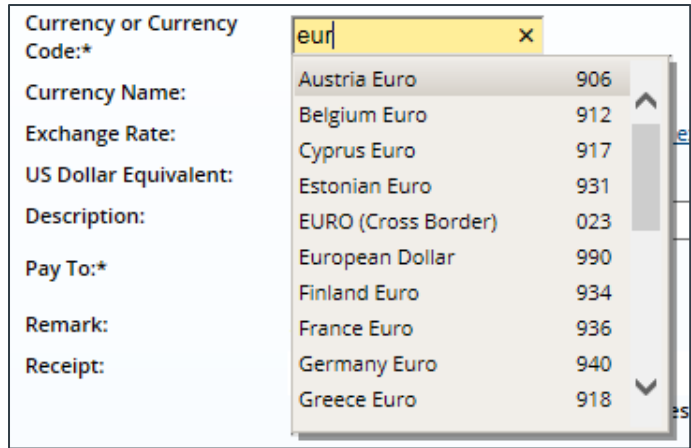 Currency or Currency
Code:*
eur
×
Austria Euro 906
Belgium Euro 912
Cyprus Euro 917
Estonian Euro 931
EURO (Cross Border) 023
European Dollar 990
Finland Euro 934
France Euro 936
Germany Euro 940
Greece Euro 918
Currency Name:
Exchange Rate:
US Dollar Equivalent:
Description:
Pay To:*
Remark:
Receipt: